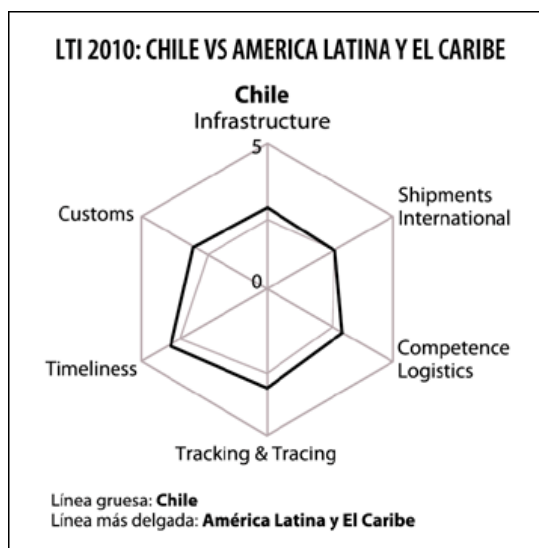 LTI 2010: CHILE VS AMERICA LATINA Y EL CARIBE
Chile
Infrastructure
5
Shipments
International
Customs
0
Competence
Logistics
Timeliness
Tracking & Tracing
Línea gruesa: Chile
Línea más delgada: América Latina y El Caribe